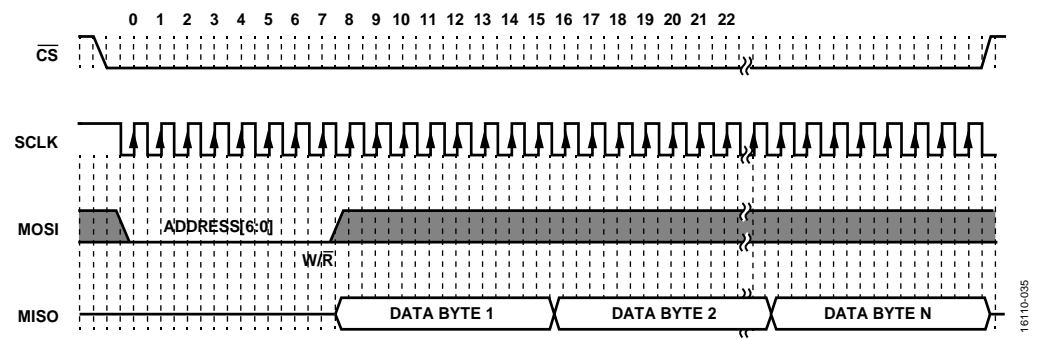 0 1 2 3 4 5 6 7 8 9 10 11 12 13 14 15 16 17 18 19 20 21 22
C̅S̅
SCLK
MOSI
ADDRESS[6:0]
W/R̅
MISO
DATA BYTE 1
DATA BYTE 2
DATA BYTE N
16110-035